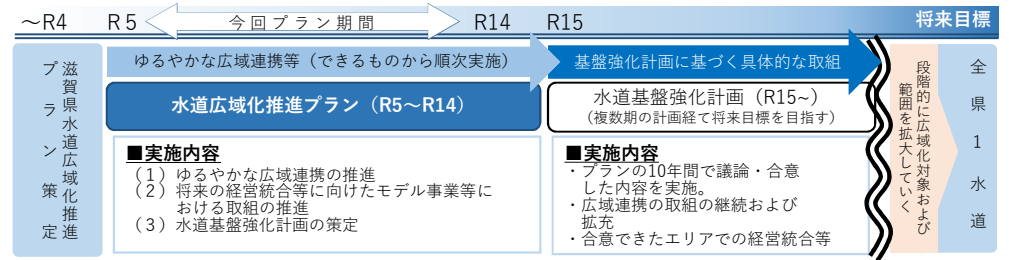 ～R4
R５
今回プラン期間
R14
R15
将来目標
滋賀県水道広域化推進
プラン策定
ゆるやかな広域連携等（できるものから順次実施）
基盤強化計画に基づく具体的な取組
水道広域化推進プラン（R5～R14）
水道基盤強化計画（R15~）
（複数期の計画経て将来目標を目指す）
■実施内容
（１）ゆるやかな広域連携の推進
（２）将来の経営統合等に向けたモデル事業等に
おける取組の推進
（３）水道基盤強化計画の策定
■実施内容
・プランの10年間で議論・合意
した内容を実施。
・広域連携の取組の継続および
拡充
・合意できたエリアでの経営統合等
段階的に広域化対象および
範囲を拡大していく
全県１水道